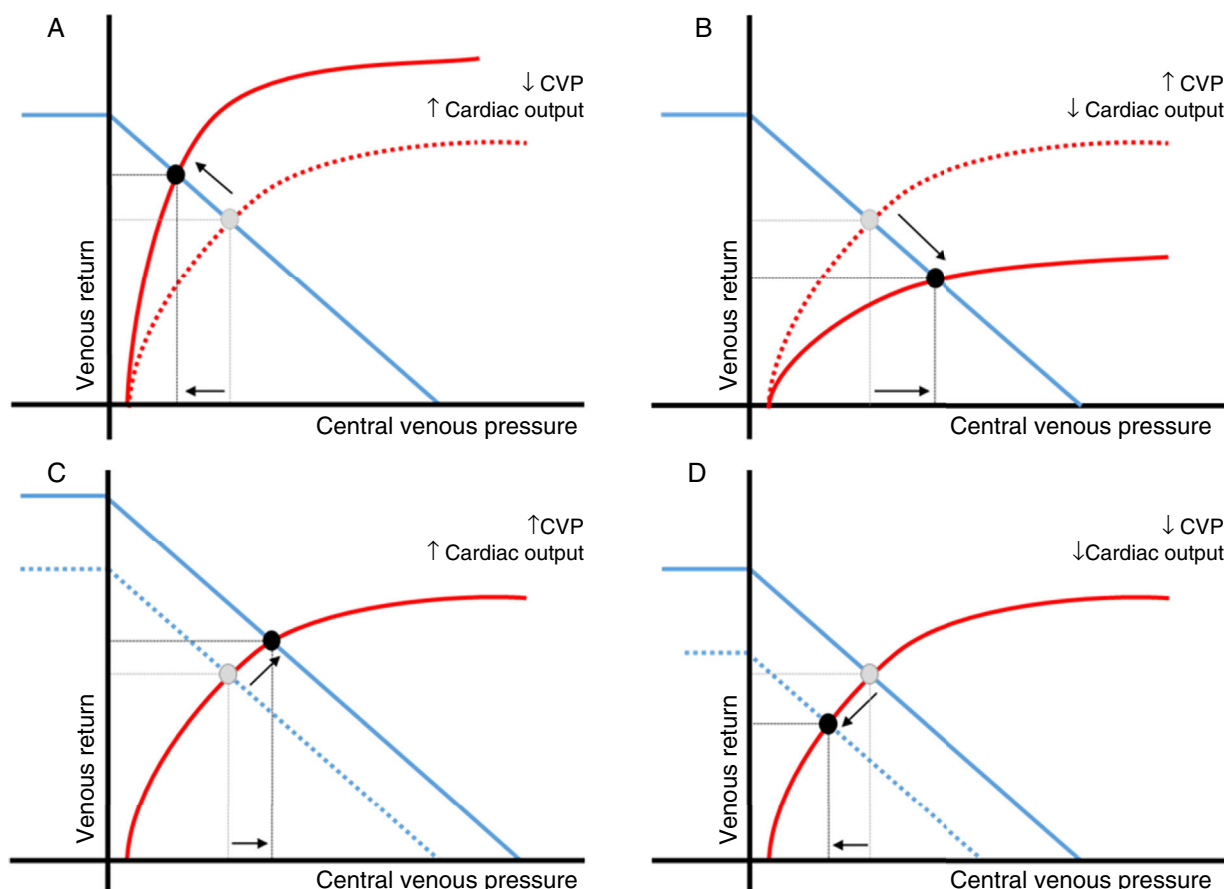 A
↓ CVP
↑ Cardiac output
Venous return
Central venous pressure
B
↑ CVP
↓ Cardiac output
Venous return
Central venous pressure
C
↑CVP
↑ Cardiac output
Venous return
Central venous pressure
D
↓ CVP
↓Cardiac output
Venous return
Central venous pressure